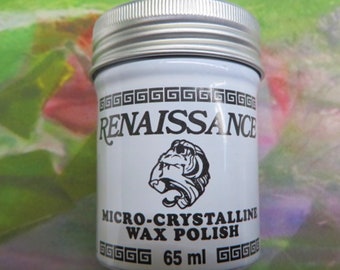 RENAISSANCE
MICRO-CRYSTALLINE
WAX POLISH
65 ml